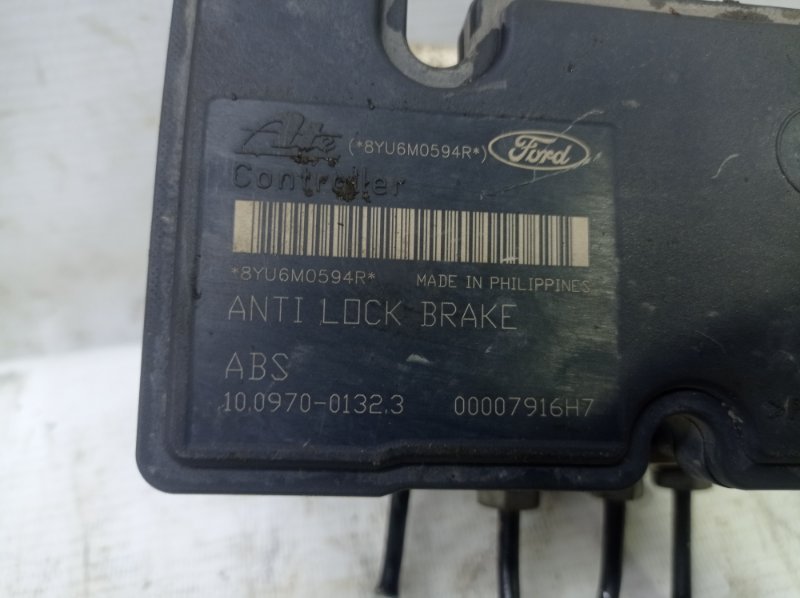 Ate (*8YU6M0594R*) Ford
Controller
*8YU6M0594R* MADE IN PHILIPPINES
ANTI LOCK BRAKE
ABS
10.0970-0132.3 00007916H7